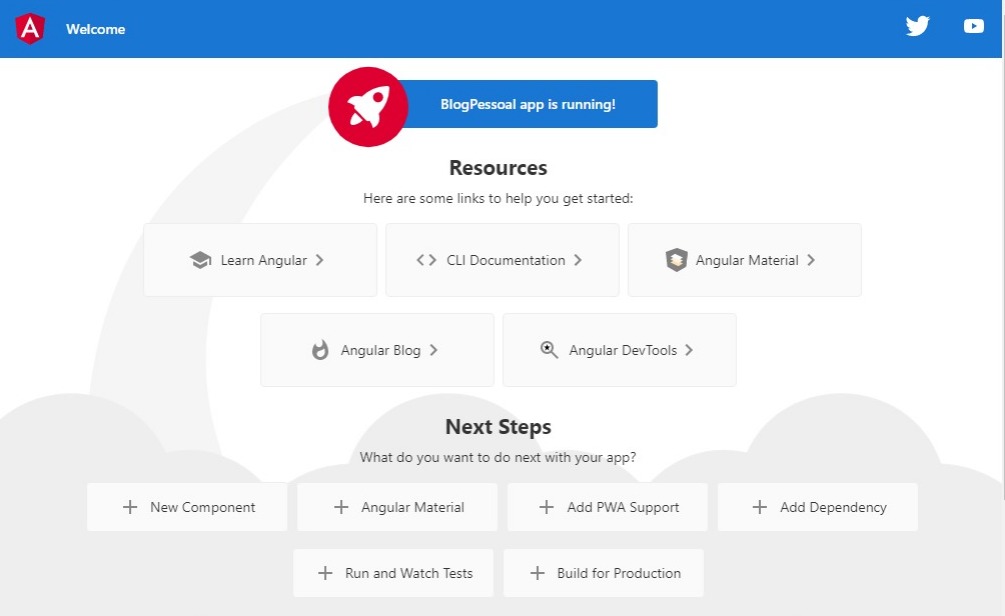 A
Welcome
BlogPessoal app is running!
Resources
Here are some links to help you get started:
Learn Angular
CLI Documentation
Angular Material
Angular Blog
Angular DevTools
Next Steps
What do you want to do next with your app?
New Component
Angular Material
Add PWA Support
Add Dependency
Run and Watch Tests
Build for Production